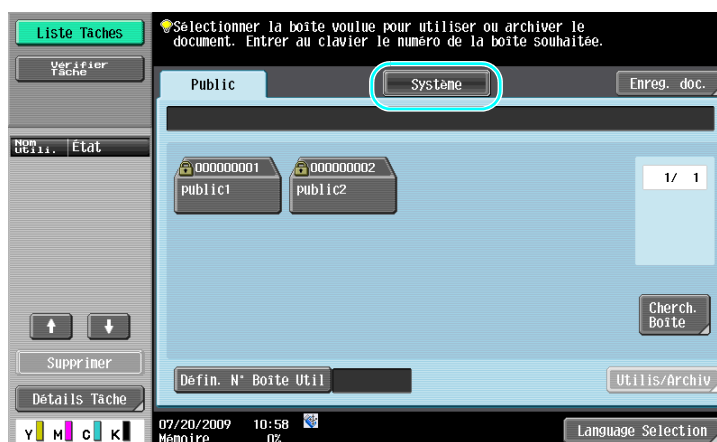 Liste Tâches
Sélectionner la boîte voulue pour utiliser ou archiver le
document. Entrer au clavier le numéro de la boîte souhaitée.
Vérifier
Tâche
Public
Système
Enreg. doc.
Nom
Utili.
État
000000001
public1
000000002
public2
1/ 1
Cherch.
Boîte
Supprimer
Détails Tâche
Défin. N° Boîte Util
Utilis/Archiv
Y M C K
07/20/2009 10:58
Mémoire 0%
Language Selection